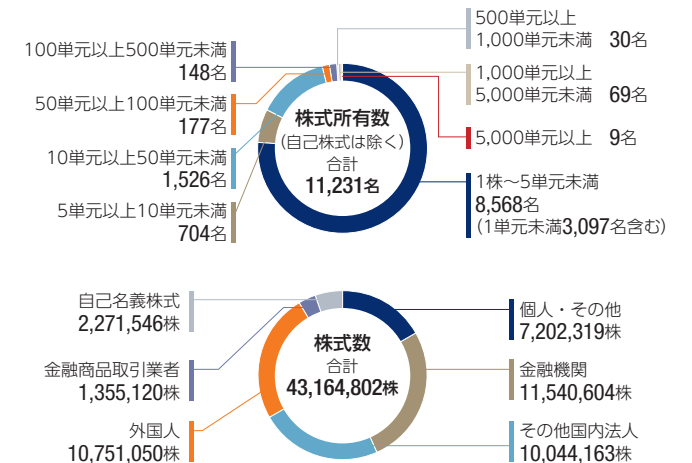 500単元以上
1,000単元未満 30名
100単元以上500単元未満
148名
1,000単元以上
5,000単元未満 69名
50単元以上100単元未満
177名
株式所有数
(自己株式は除く)
合計
11,231名
5,000単元以上 9名
10単元以上50単元未満
1,526名
1株〜5単元未満
8,568名
(1単元未満3,097名含む)
5単元以上10単元未満
704名
自己名義株式
2,271,546株
個人・その他
7,202,319株
株式数
合計
43,164,802株
金融商品取引業者
1,355,120株
金融機関
11,540,604株
外国人
10,751,050株
その他国内法人
10,044,163株